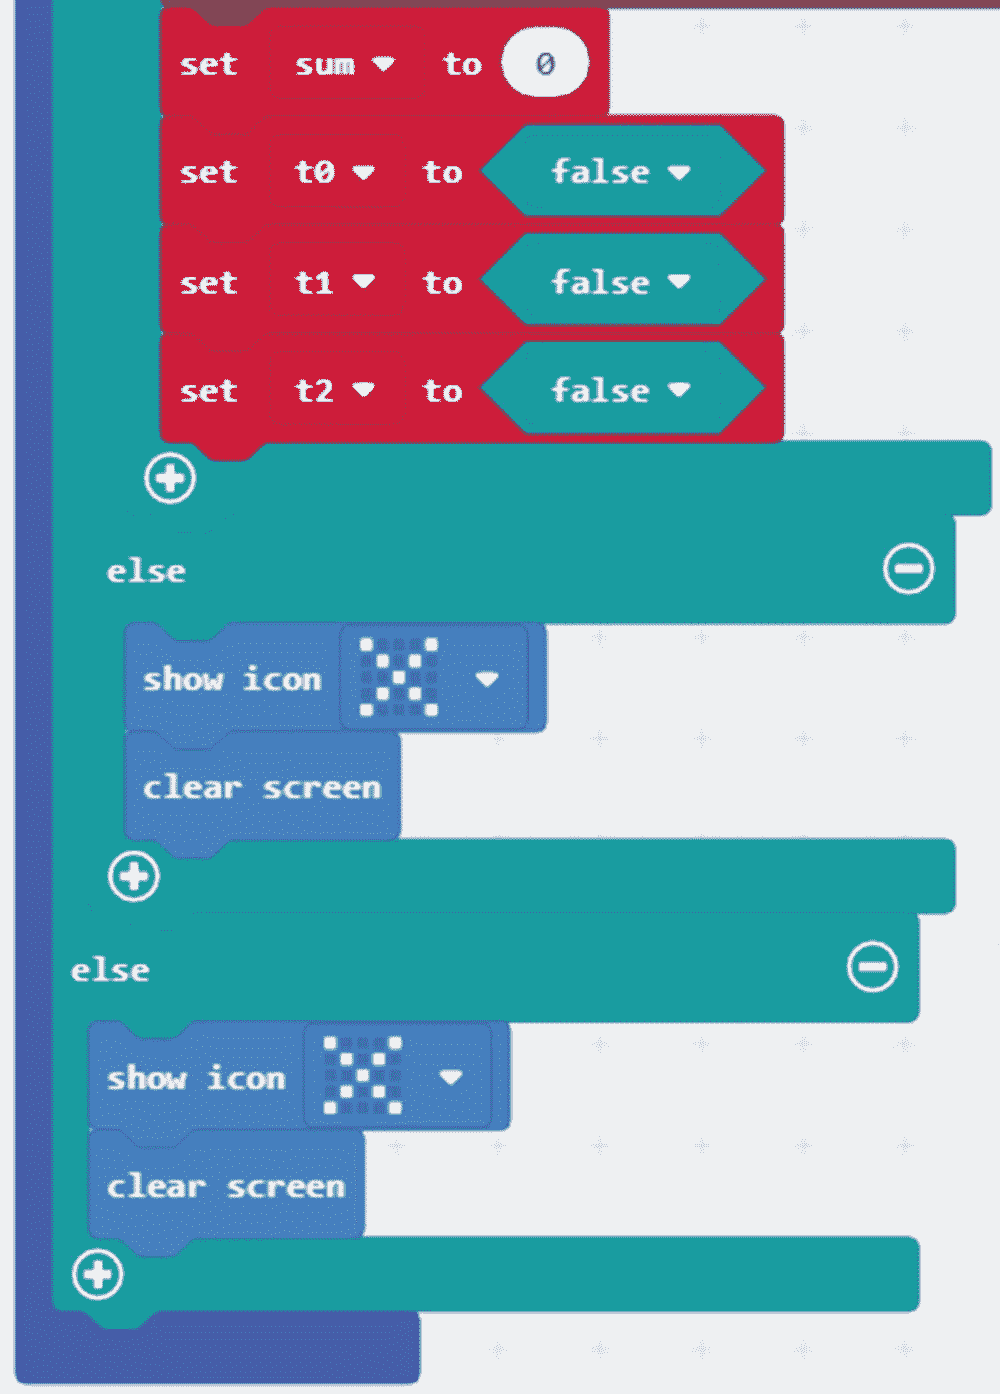 set sum to 0
set t0 to false
set t1 to false
set t2 to false
else
show icon
clear screen
else
show icon
clear screen